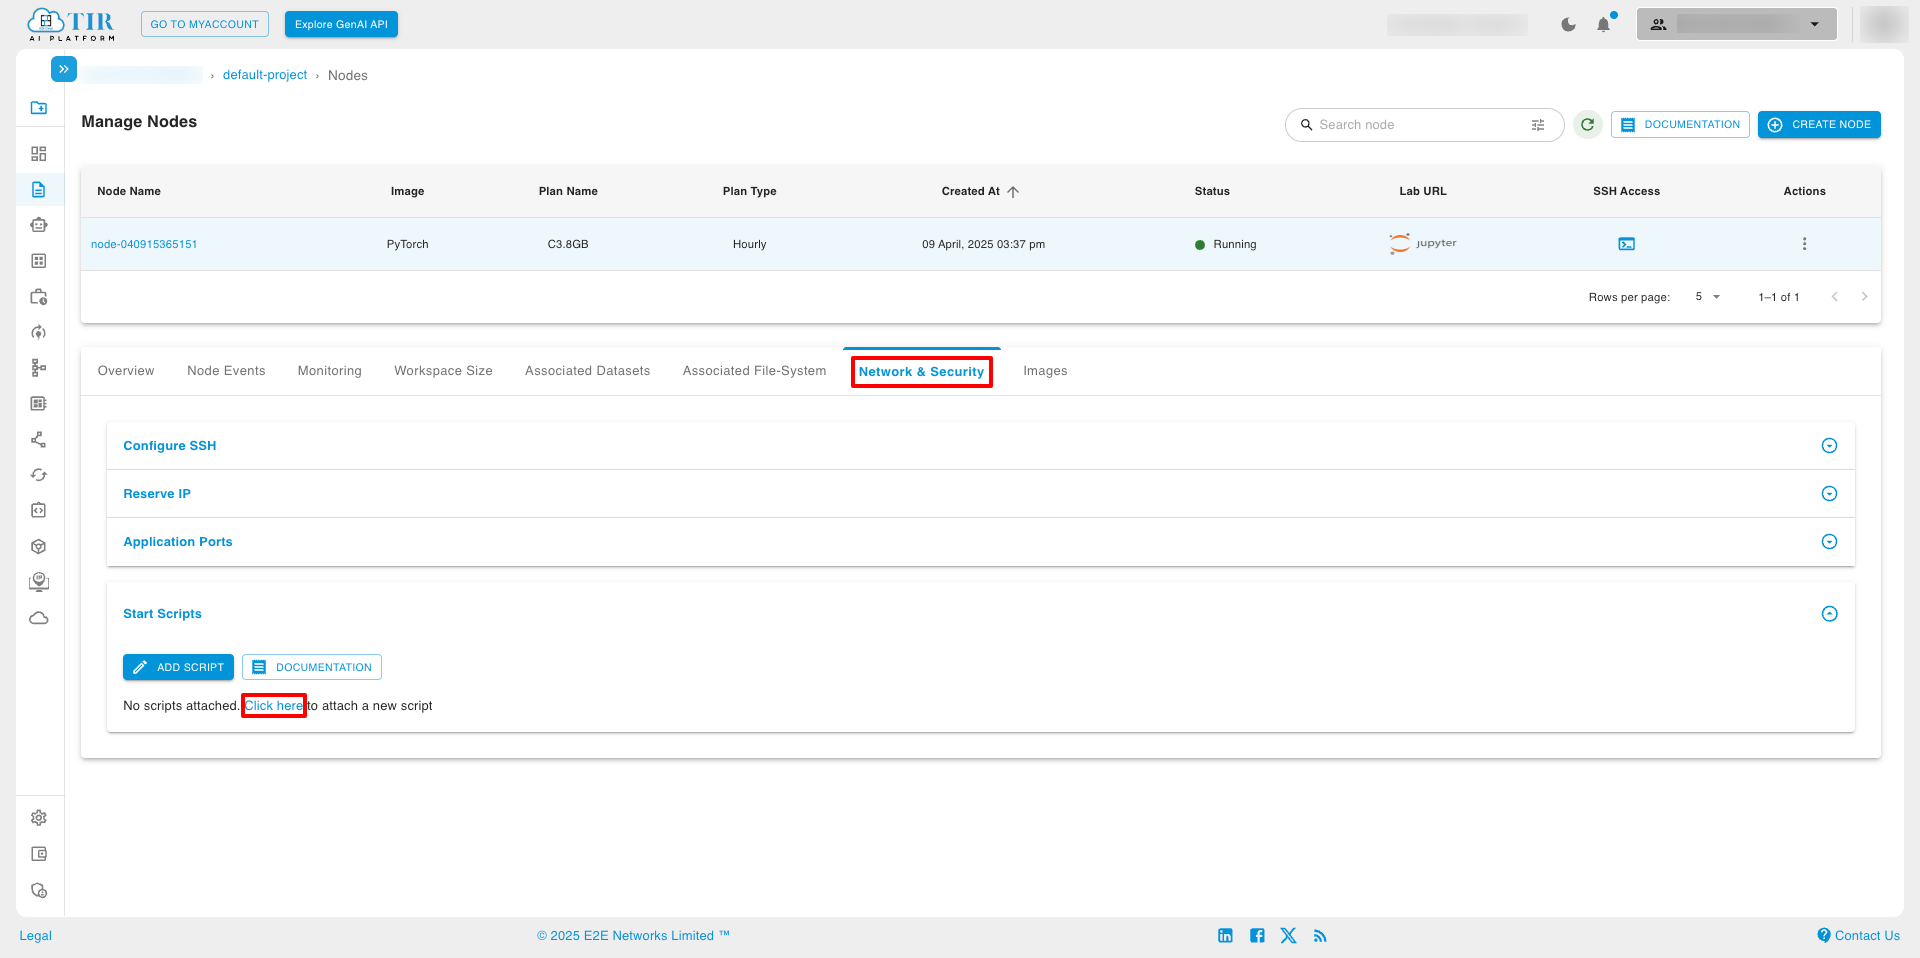 TIR
AI PLATFORM
GO TO MYACCOUNT
Explore GenAI API
› default-project › Nodes
Manage Nodes
Search node
DOCUMENTATION
CREATE NODE
Node Name Image Plan Name Plan Type Created At Status Lab URL SSH Access Actions
node-040915365151 PyTorch C3.8GB Hourly 09 April, 2025 03:37 pm Running jupyter
Rows per page: 5 1–1 of 1
Overview Node Events Monitoring Workspace Size Associated Datasets Associated File-System Network & Security Images
Configure SSH
Reserve IP
Application Ports
Start Scripts
ADD SCRIPT
DOCUMENTATION
No scripts attached. Click here to attach a new script
Legal
© 2025 E2E Networks Limited ™
Contact Us